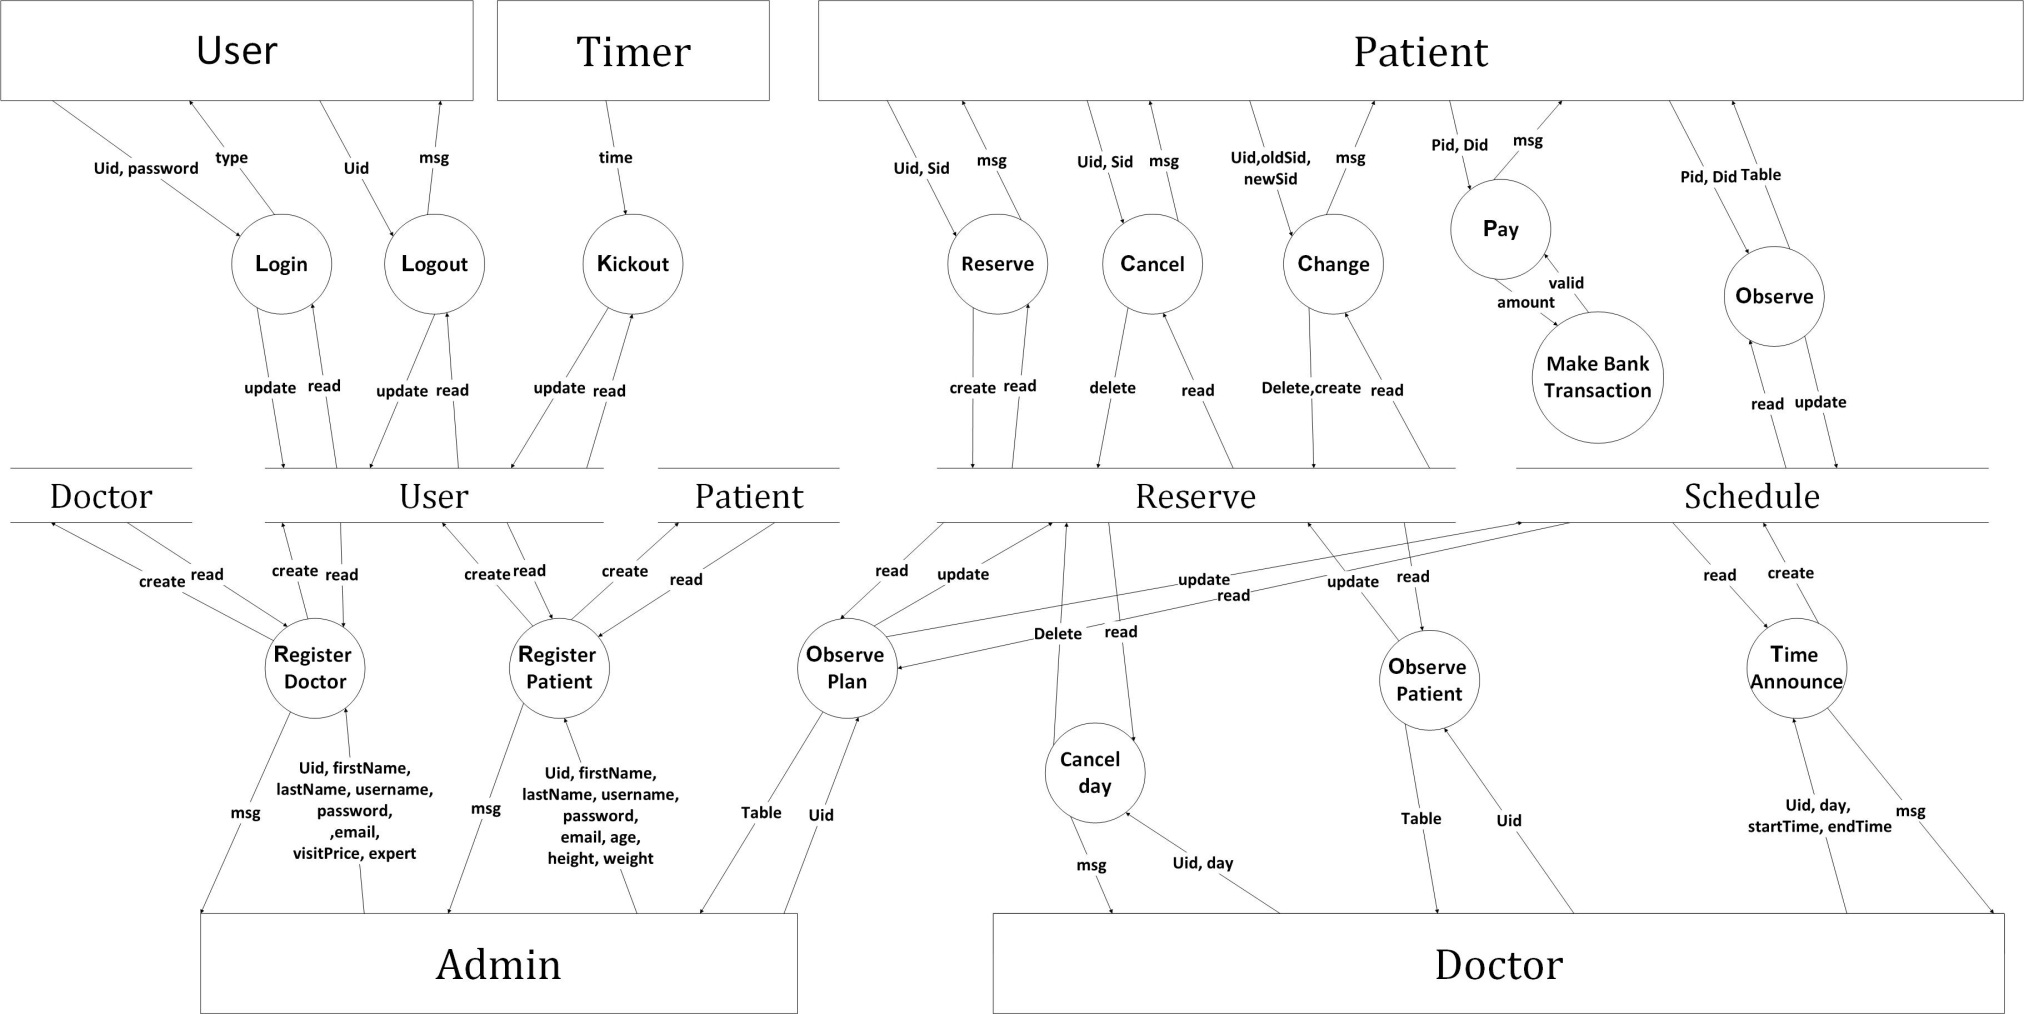 User
Timer
Patient
Uid, password
type
Uid
msg
time
Uid, Sid
msg
Uid, Sid
msg
Uid,oldSid,
newSid
msg
Pid, Did
msg
Pid, Did
Table
Login
Logout
Kickout
Reserve
Cancel
Change
Pay
Observe
amount
valid
Make Bank
Transaction
update
read
update
read
update
read
create
read
delete
read
Delete,create
read
read
update
Doctor
User
Patient
Reserve
Schedule
create
read
create
read
create
read
create
read
read
update
update
read
Delete
read
update
read
read
create
Register
Doctor
Register
Patient
Observe
Plan
Cancel
day
Observe
Patient
Time
Announce
msg
Uid, firstName,
lastName, username,
password,
,email,
visitPrice, expert
msg
Uid, firstName,
lastName, username,
password,
email, age,
height, weight
Table
Uid
msg
Uid, day
Table
Uid
Uid, day,
startTime, endTime
msg
Admin
Doctor